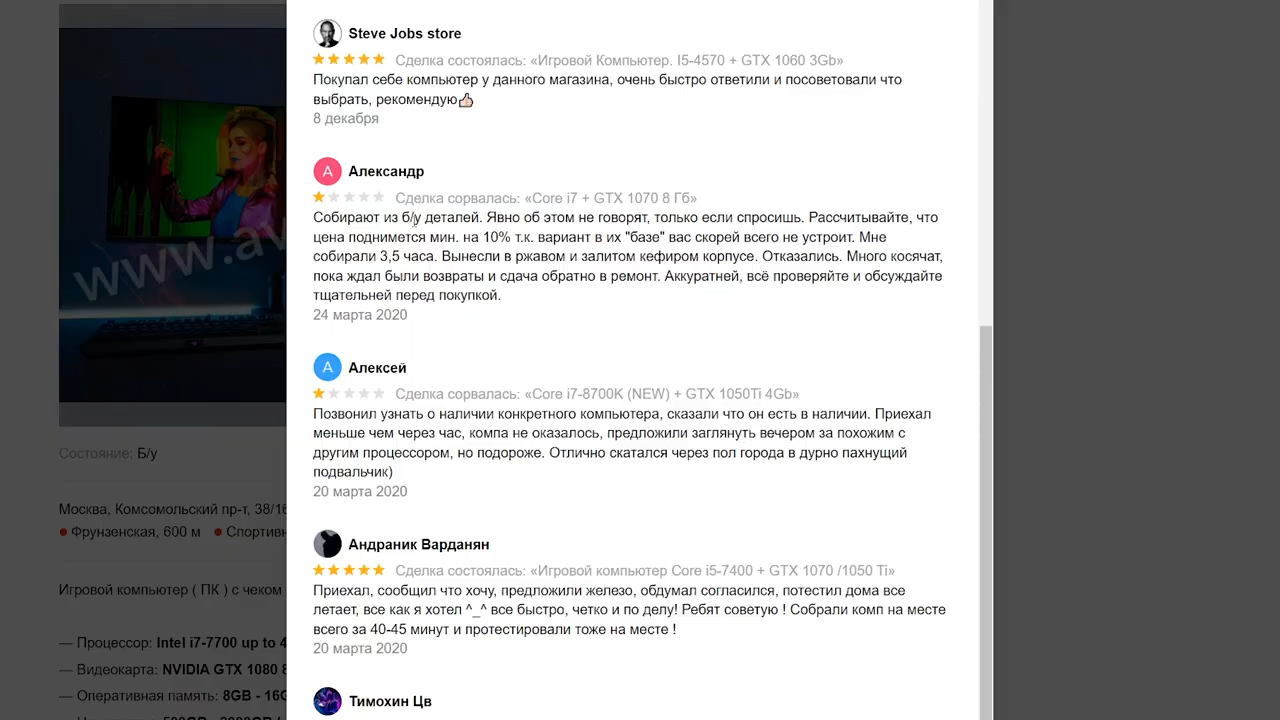 Steve Jobs store
Сделка состоялась: «Игровой Компьютер. I5-4570 + GTX 1060 3Gb»
Покупал себе компьютер у данного магазина, очень быстро ответили и посоветовали что
выбрать, рекомендую👍
8 декабря
А Александр
Сделка сорвалась: «Core i7 + GTX 1070 8 Гб»
Собирают из б/у деталей. Явно об этом не говорят, только если спросишь. Рассчитывайте, что
цена поднимется мин. на 10% т.к. вариант в их "базе" вас скорей всего не устроит. Мне
собирали 3,5 часа. Вынесли в ржавом и залитом кефиром корпусе. Отказались. Много косячат,
пока ждал были возвраты и сдача обратно в ремонт. Аккуратней, всё проверяйте и обсуждайте
тщательней перед покупкой.
24 марта 2020
А Алексей
Сделка сорвалась: «Core i7-8700K (NEW) + GTX 1050Ti 4Gb»
Позвонил узнать о наличии конкретного компьютера, сказали что он есть в наличии. Приехал
меньше чем через час, компа не оказалось, предложили заглянуть вечером за похожим с
другим процессором, но подороже. Отлично скатался через пол города в дурно пахнущий
подвальчик)
20 марта 2020
Андраник Варданян
Сделка состоялась: «Игровой компьютер Core i5-7400 + GTX 1070 /1050 Ti»
Приехал, сообщил что хочу, предложили железо, обдумал согласился, потестил дома все
летает, все как я хотел ^_^ все быстро, четко и по делу! Ребят советую ! Собрали комп на месте
всего за 40-45 минут и протестировали тоже на месте !
20 марта 2020
Тимохин Цв
www.av
Состояние: Б/у
Москва, Комсомольский пр-т, 38/16
Фрунзенская, 600 м Спортивн
Игровой компьютер ( ПК ) с чеком
— Процессор: Intel i7-7700 up to 4
— Видеокарта: NVIDIA GTX 1080 8
— Оперативная память: 8GB - 16G